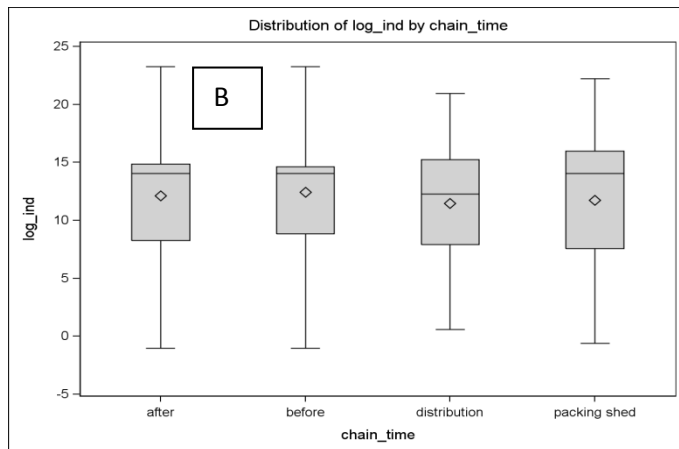 Distribution of log_ind by chain_time
B
25
20
15
10
5
0
-5
log_ind
after before distribution packing shed
chain_time